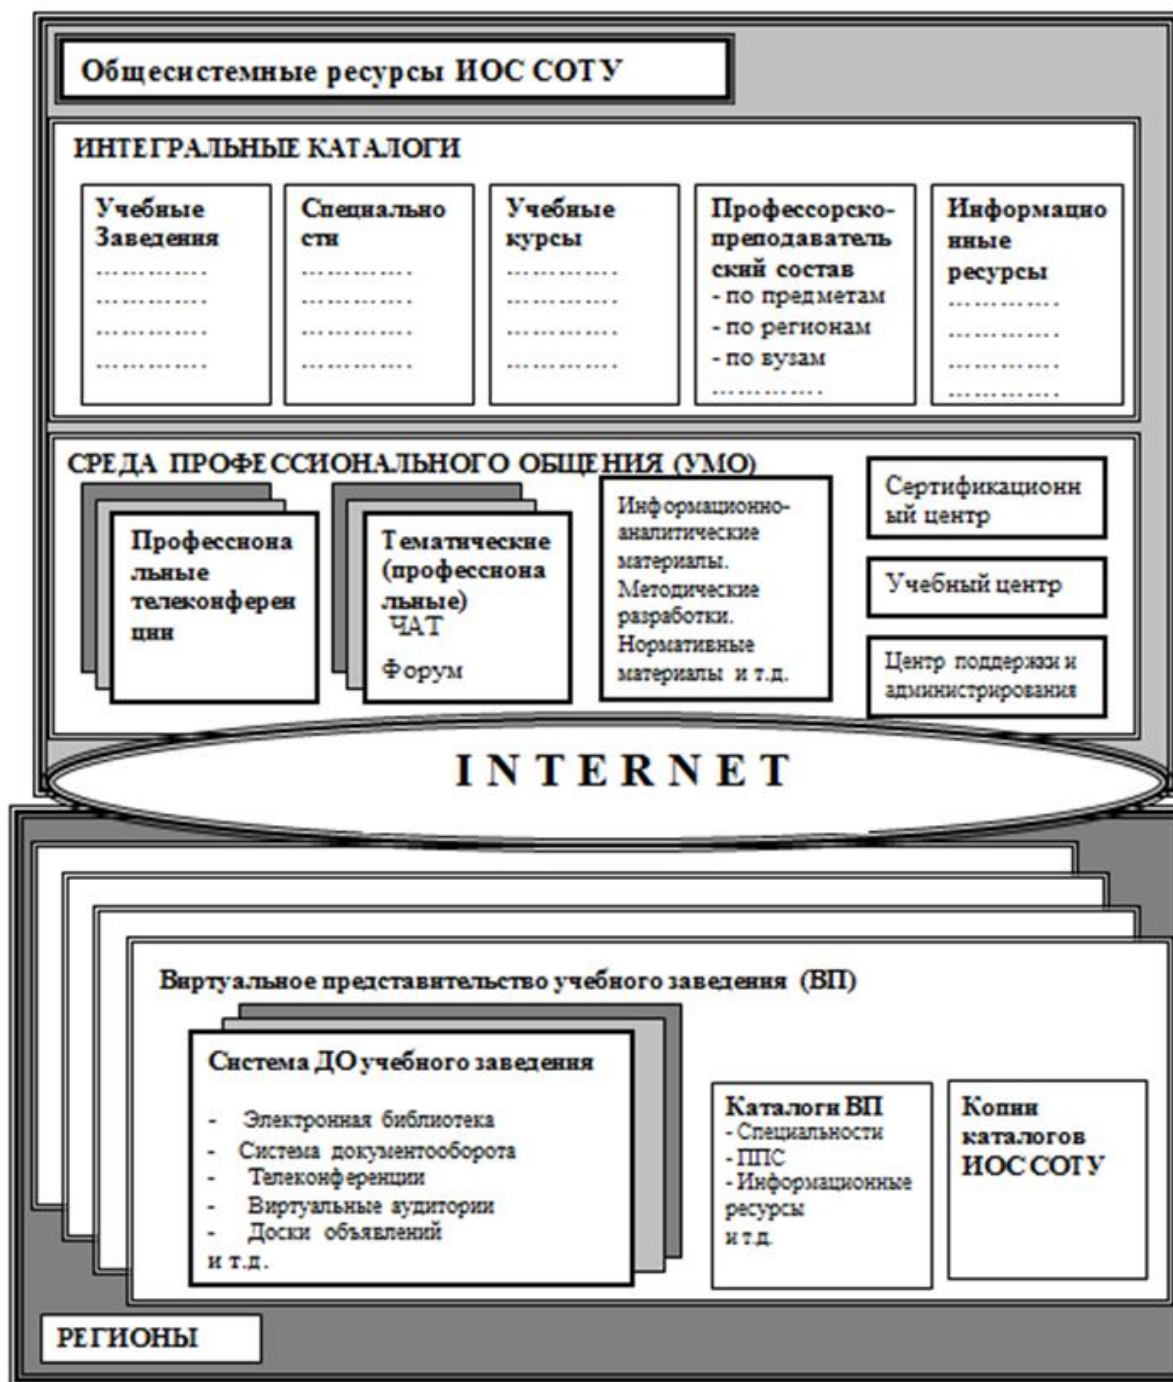 Общесистемные ресурсы ИОС СОТУ
ИНТЕГРАЛЬНЫЕ КАТАЛОГИ
Учебные
Заведения
………….
………….
………….
………….
Специально
сти
………….
………….
………….
………….
Учебные
курсы
………….
………….
………….
………….
Профессорско-
преподаватель
ский состав
- по предметам
- по регионам
- по вузам
………….
Информацио
нные
ресурсы
………….
………….
………….
………….
СРЕДА ПРОФЕССИОНАЛЬНОГО ОБЩЕНИЯ (УМО)
Профессиона
льные
телеконферен
ции
Тематические
(профессиона
льные)
ЧАТ
Форум
Информационно-
аналитические
материалы.
Методические
разработки.
Нормативные
материалы и т.д.
Сертификационн
ый центр
Учебный центр
Центр поддержки и
администрирования
I N T E R N E T
Виртуальное представительство учебного заведения (ВП)
Система ДО учебного заведения
- Электронная библиотека
- Система документооборота
- Телеконференции
- Виртуальные аудитории
- Доски объявлений
и т.д.
Каталоги ВП
- Специальности
- ППС
- Информационные
ресурсы
и т.д.
Копии
каталогов
ИОС СОТУ
РЕГИОНЫ